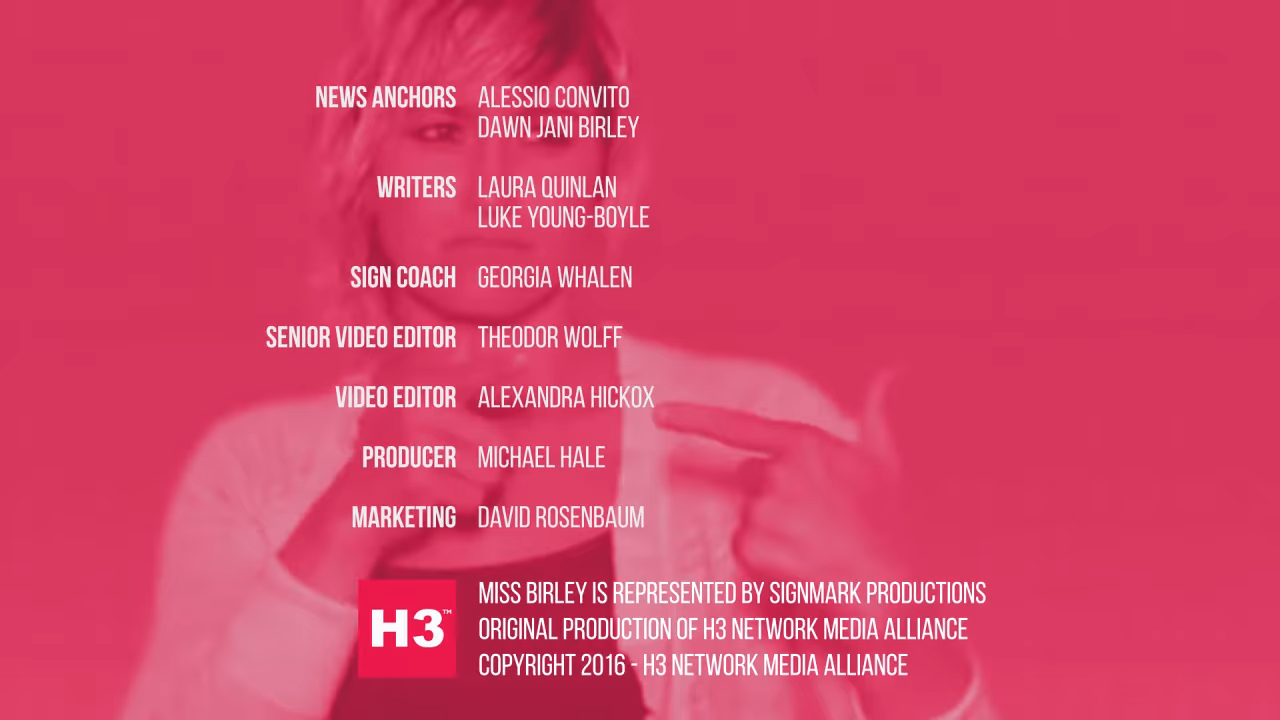 NEWS ANCHORS ALESSIO CONVITO
DAWN JANI BIRLEY
WRITERS LAURA QUINLAN
LUKE YOUNG-BOYLE
SIGN COACH GEORGIA WHALEN
SENIOR VIDEO EDITOR THEODOR WOLFF
VIDEO EDITOR ALEXANDRA HICKOX
PRODUCER MICHAEL HALE
MARKETING DAVID ROSENBAUM
H3™
MISS BIRLEY IS REPRESENTED BY SIGNMARK PRODUCTIONS
ORIGINAL PRODUCTION OF H3 NETWORK MEDIA ALLIANCE
COPYRIGHT 2016 - H3 NETWORK MEDIA ALLIANCE